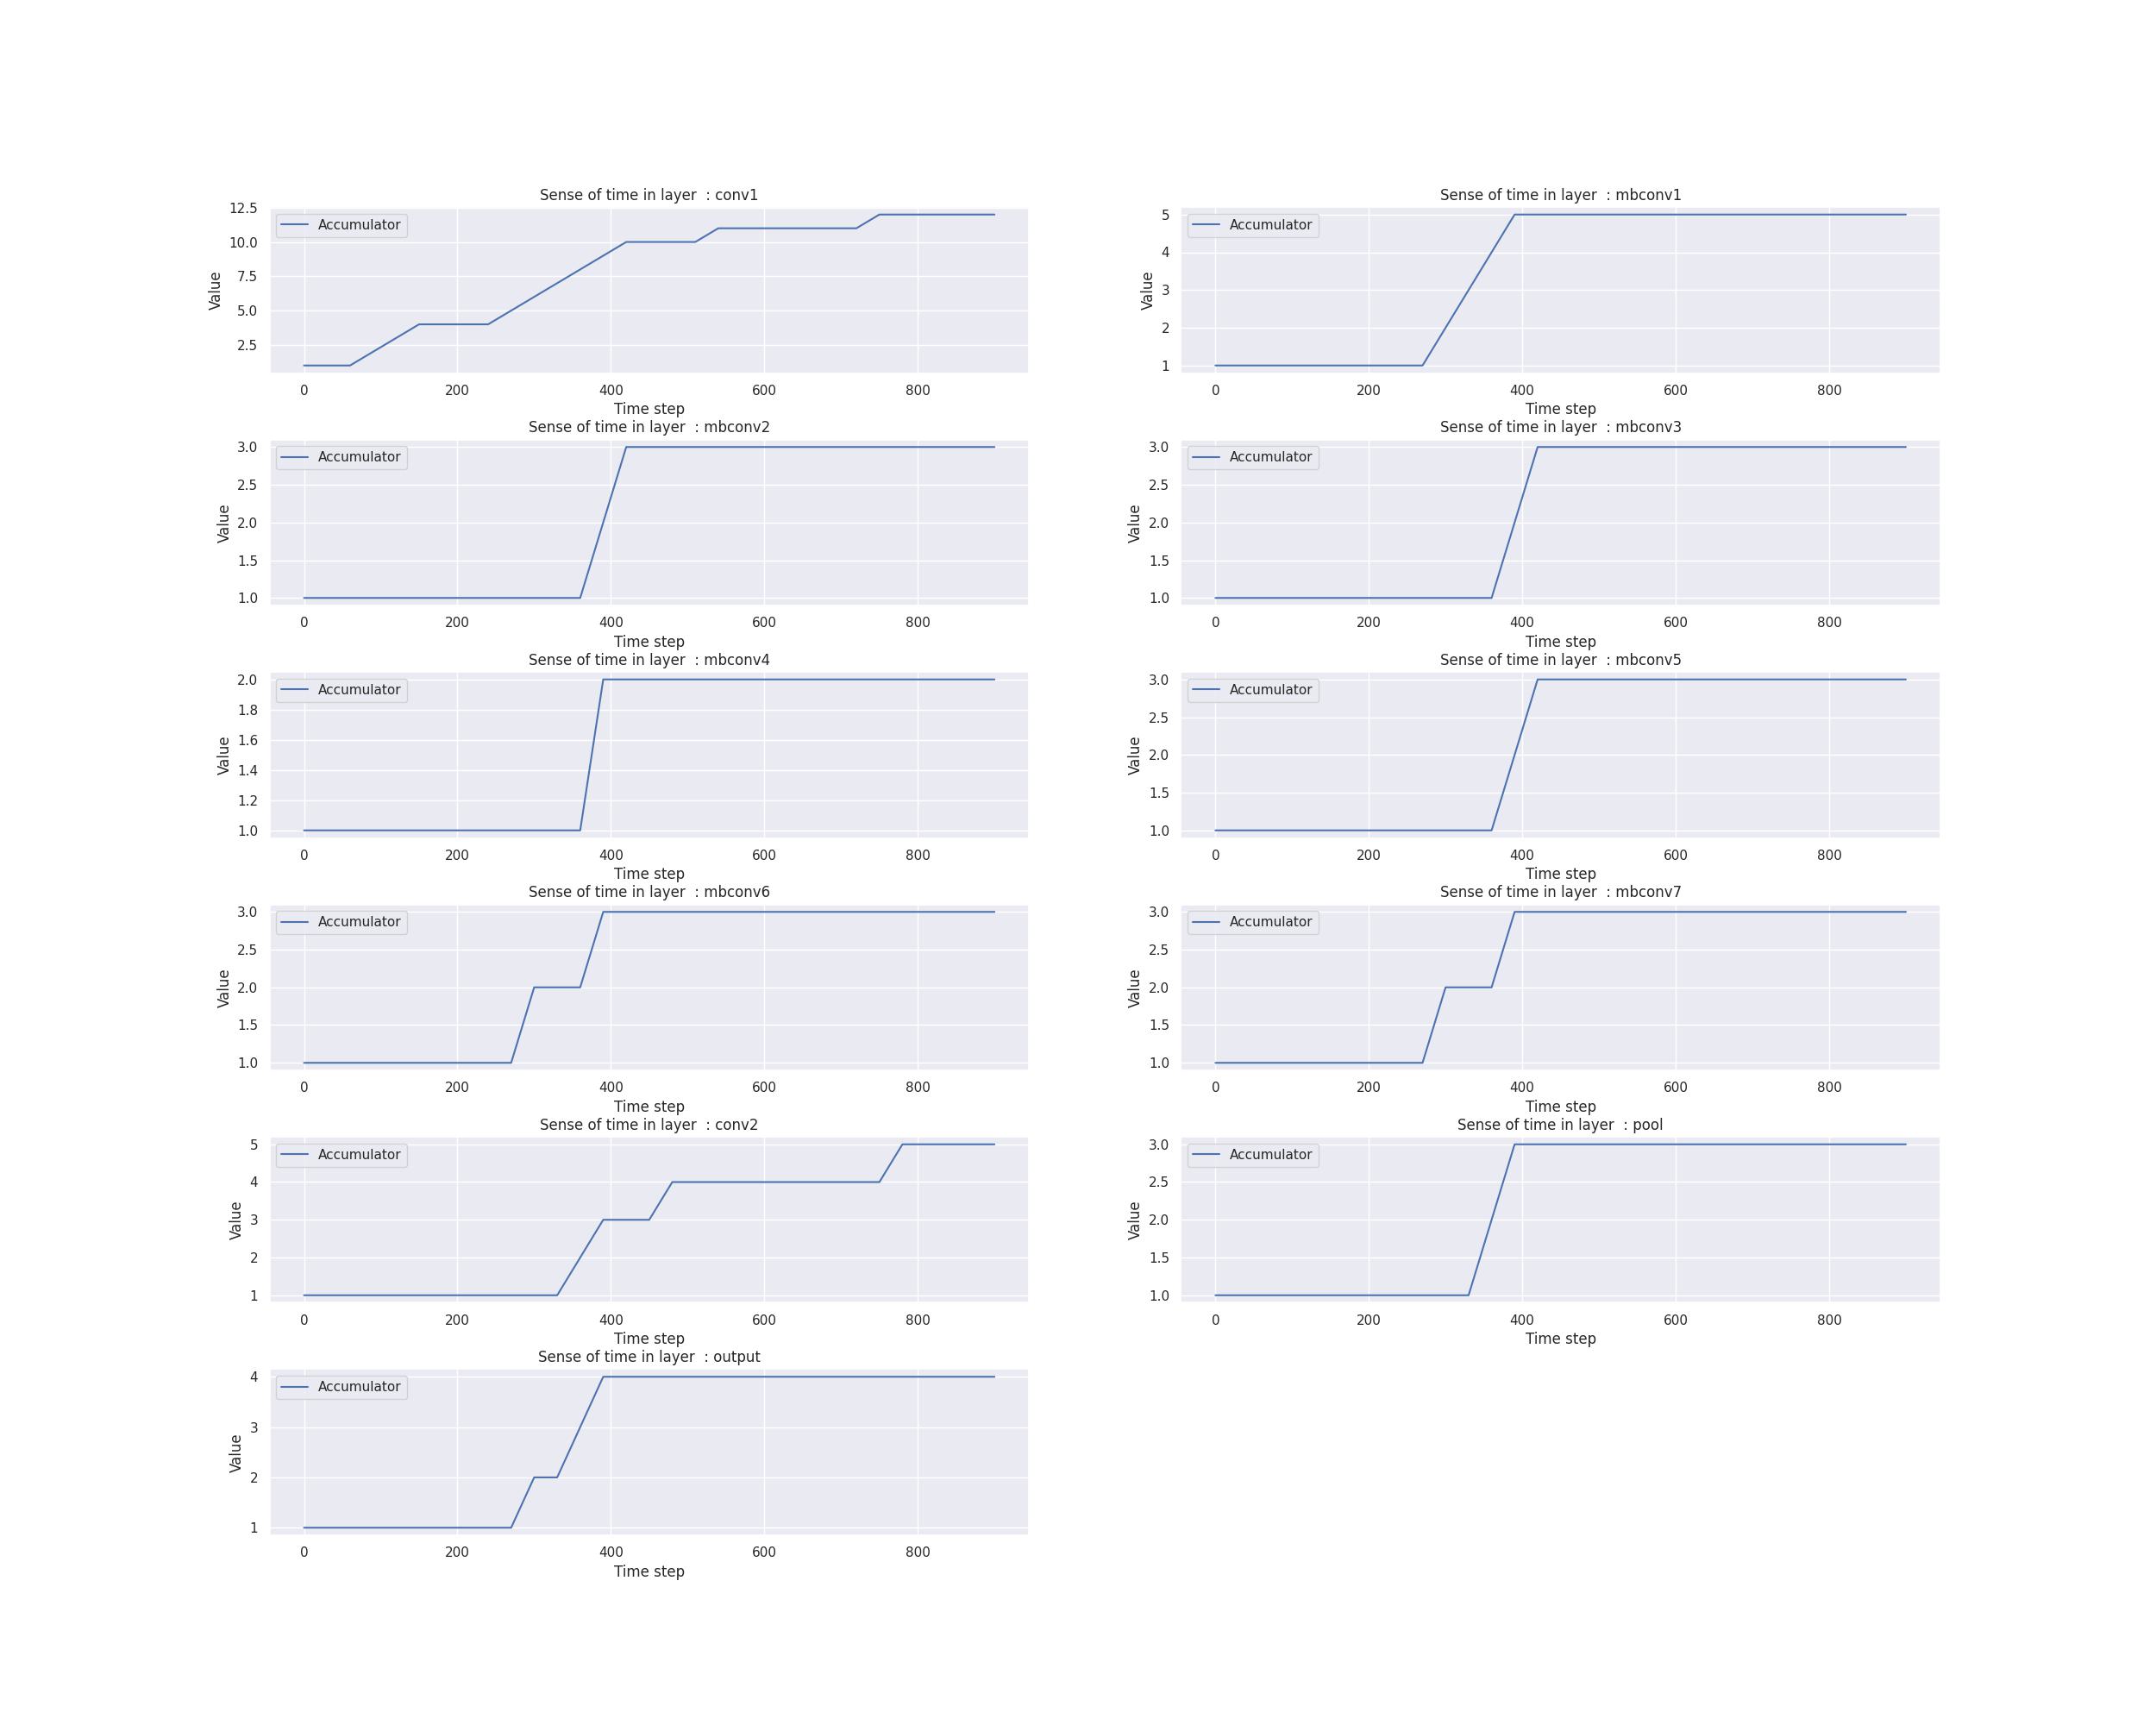 Sense of time in layer  : conv1
Accumulator
12.5
10.0
7.5
5.0
2.5
Value
0 200 400 600 800
Time step
Sense of time in layer  : mbconv1
Accumulator
5
4
3
2
1
Value
0 200 400 600 800
Time step
Sense of time in layer  : mbconv2
Accumulator
3.0
2.5
2.0
1.5
1.0
Value
0 200 400 600 800
Time step
Sense of time in layer  : mbconv3
Accumulator
3.0
2.5
2.0
1.5
1.0
Value
0 200 400 600 800
Time step
Sense of time in layer  : mbconv4
Accumulator
2.0
1.8
1.6
1.4
1.2
1.0
Value
0 200 400 600 800
Time step
Sense of time in layer  : mbconv5
Accumulator
3.0
2.5
2.0
1.5
1.0
Value
0 200 400 600 800
Time step
Sense of time in layer  : mbconv6
Accumulator
3.0
2.5
2.0
1.5
1.0
Value
0 200 400 600 800
Time step
Sense of time in layer  : mbconv7
Accumulator
3.0
2.5
2.0
1.5
1.0
Value
0 200 400 600 800
Time step
Sense of time in layer  : conv2
Accumulator
5
4
3
2
1
Value
0 200 400 600 800
Time step
Sense of time in layer  : pool
Accumulator
3.0
2.5
2.0
1.5
1.0
Value
0 200 400 600 800
Time step
Sense of time in layer  : output
Accumulator
4
3
2
1
Value
0 200 400 600 800
Time step